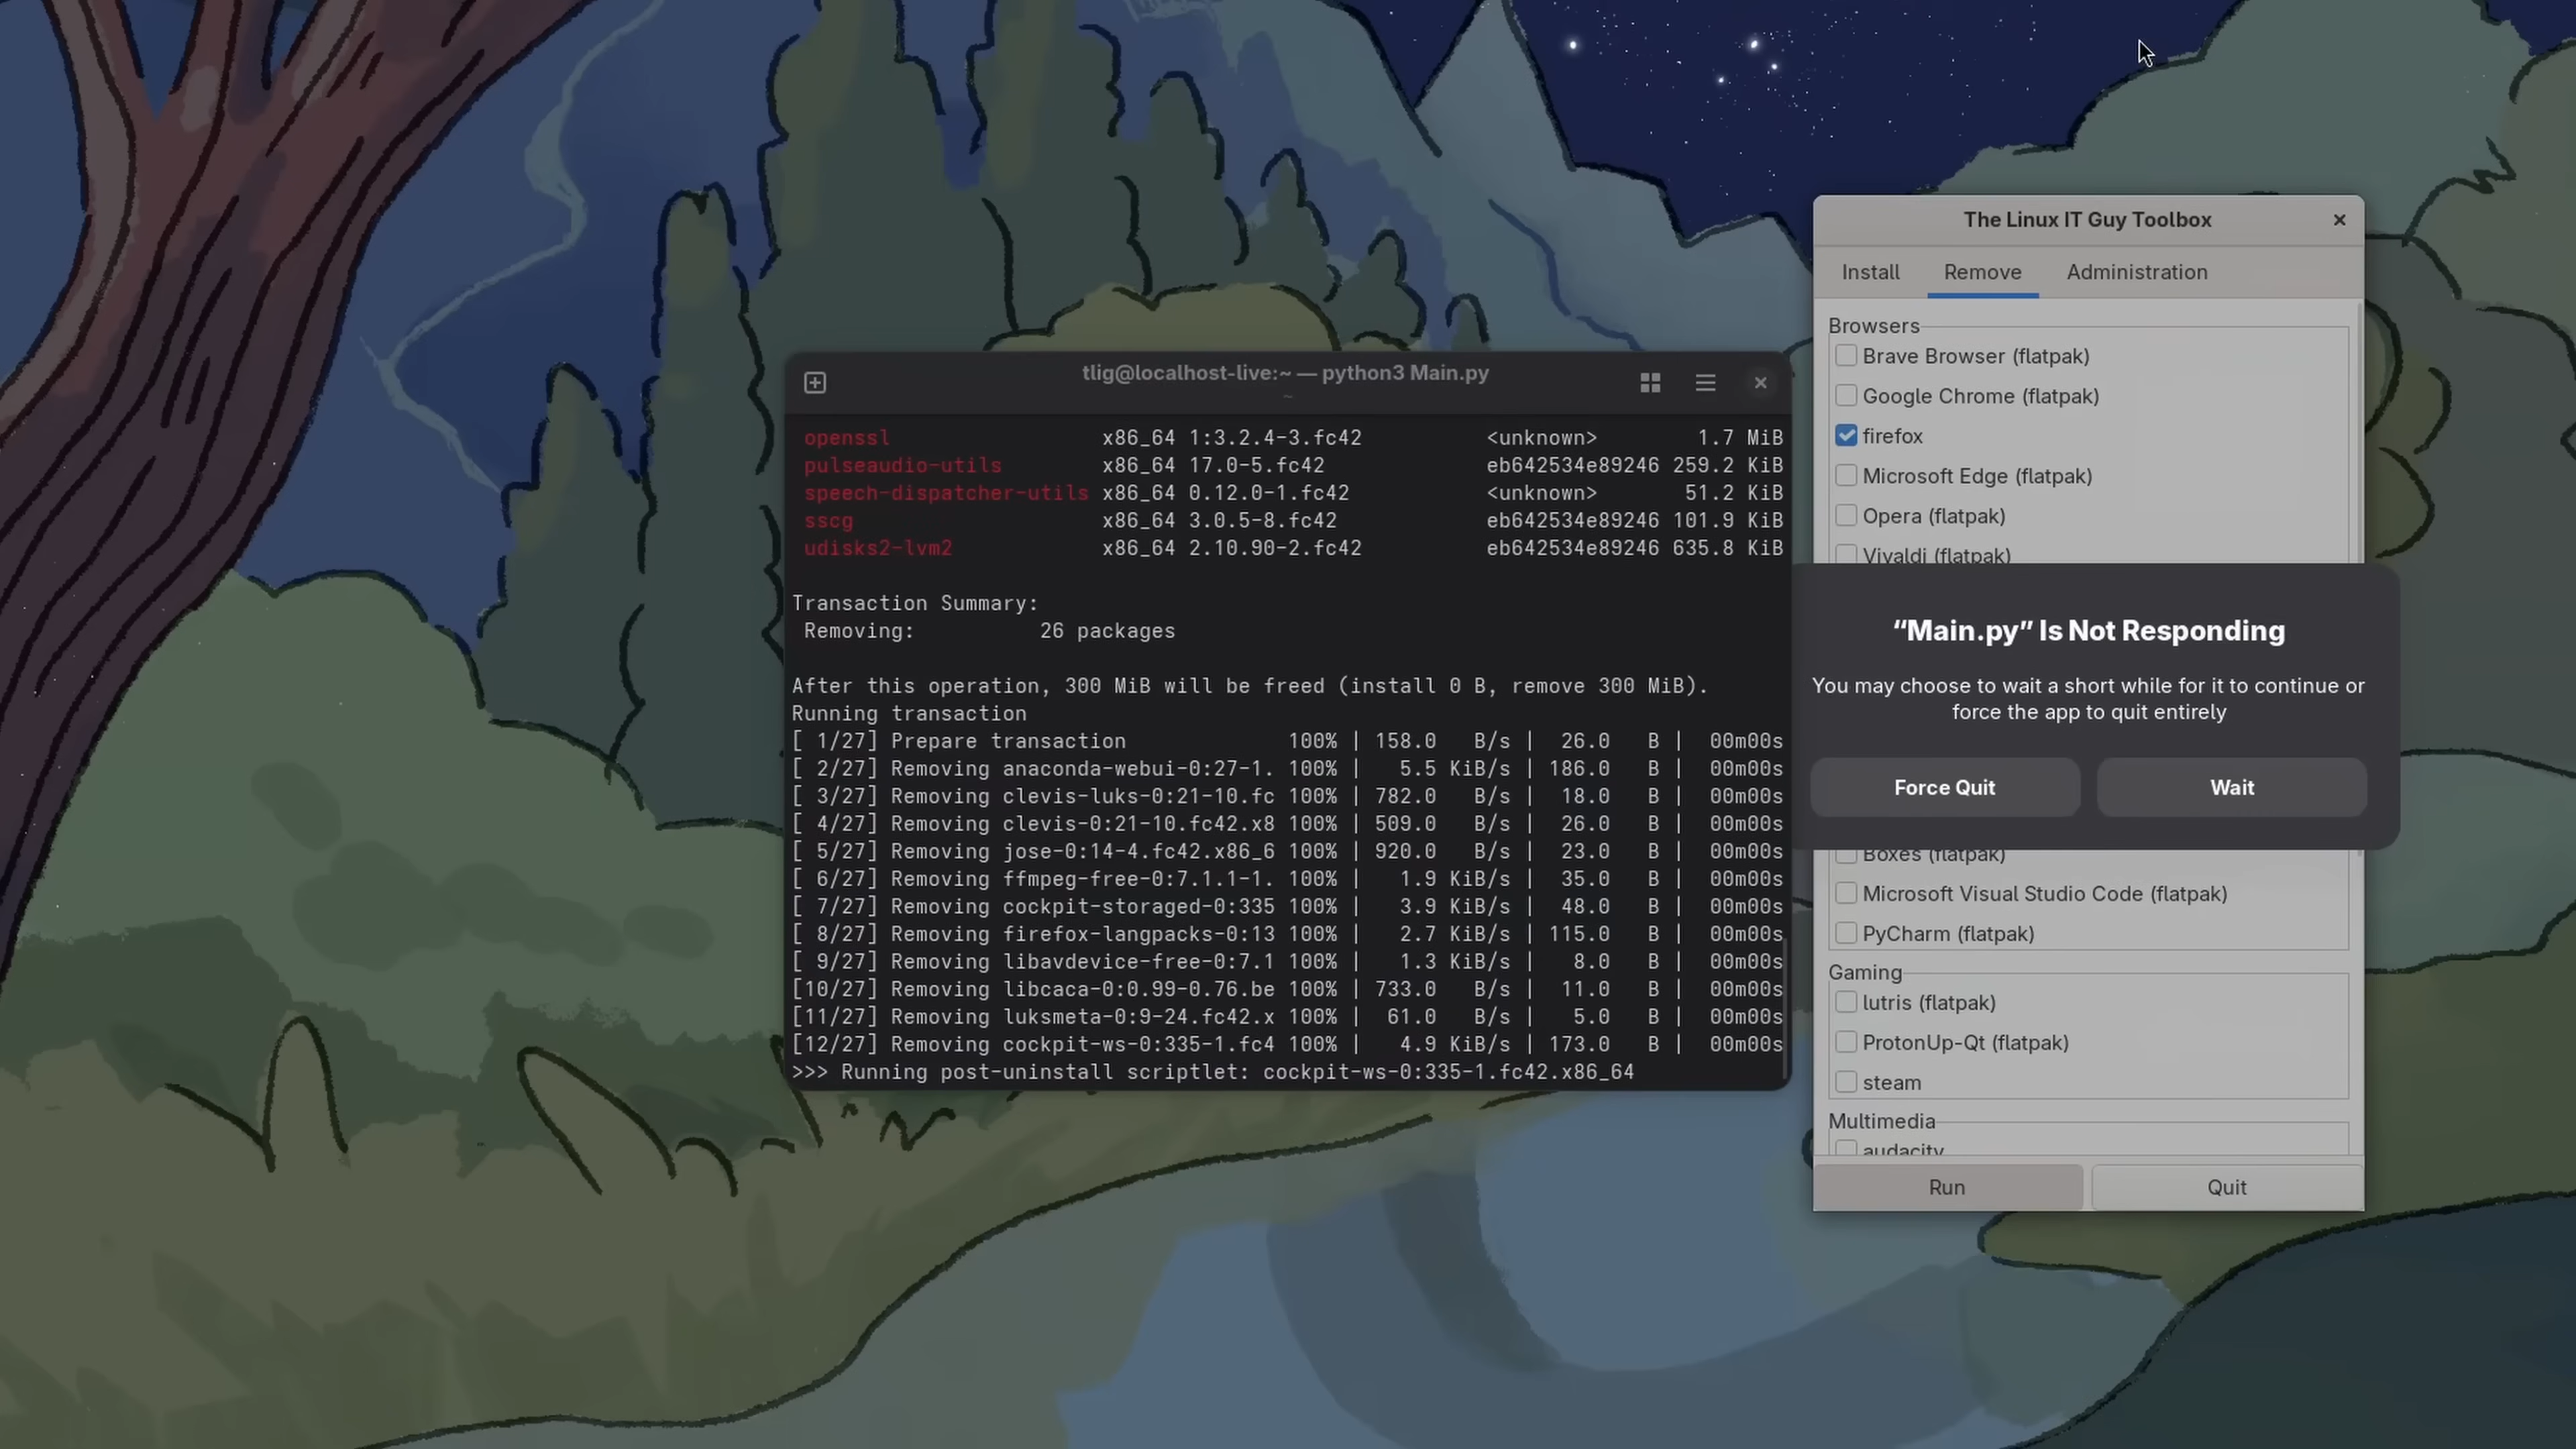 tlig@localhost-live:~ — python3 Main.py
~
openssl x86_64 1:3.2.4-3.fc42 <unknown> 1.7 MiB
pulseaudio-utils x86_64 17.0-5.fc42 eb642534e89246 259.2 KiB
speech-dispatcher-utils x86_64 0.12.0-1.fc42 <unknown> 51.2 KiB
sscg x86_64 3.0.5-8.fc42 eb642534e89246 101.9 KiB
udisks2-lvm2 x86_64 2.10.90-2.fc42 eb642534e89246 635.8 KiB
Transaction Summary:
Removing: 26 packages
After this operation, 300 MiB will be freed (install 0 B, remove 300 MiB).
Running transaction
[ 1/27] Prepare transaction 100% | 158.0 B/s | 26.0 B | 00m00s
[ 2/27] Removing anaconda-webui-0:27-1. 100% | 5.5 KiB/s | 186.0 B | 00m00s
[ 3/27] Removing clevis-luks-0:21-10.fc 100% | 782.0 B/s | 18.0 B | 00m00s
[ 4/27] Removing clevis-0:21-10.fc42.x8 100% | 509.0 B/s | 26.0 B | 00m00s
[ 5/27] Removing jose-0:14-4.fc42.x86_6 100% | 920.0 B/s | 23.0 B | 00m00s
[ 6/27] Removing ffmpeg-free-0:7.1.1-1. 100% | 1.9 KiB/s | 35.0 B | 00m00s
[ 7/27] Removing cockpit-storaged-0:335 100% | 3.9 KiB/s | 48.0 B | 00m00s
[ 8/27] Removing firefox-langpacks-0:13 100% | 2.7 KiB/s | 115.0 B | 00m00s
[ 9/27] Removing libavdevice-free-0:7.1 100% | 1.3 KiB/s | 8.0 B | 00m00s
[10/27] Removing libcaca-0:0.99-0.76.be 100% | 733.0 B/s | 11.0 B | 00m00s
[11/27] Removing luksmeta-0:9-24.fc42.x 100% | 61.0 B/s | 5.0 B | 00m00s
[12/27] Removing cockpit-ws-0:335-1.fc4 100% | 4.9 KiB/s | 173.0 B | 00m00s
>>> Running post-uninstall scriptlet: cockpit-ws-0:335-1.fc42.x86_64
The Linux IT Guy Toolbox
Install Remove Administration
Browsers
Brave Browser (flatpak)
Google Chrome (flatpak)
firefox
Microsoft Edge (flatpak)
Opera (flatpak)
Vivaldi (flatpak)
“Main.py” Is Not Responding
You may choose to wait a short while for it to continue or
force the app to quit entirely
Force Quit Wait
Boxes (flatpak)
Microsoft Visual Studio Code (flatpak)
PyCharm (flatpak)
Gaming
lutris (flatpak)
ProtonUp-Qt (flatpak)
steam
Multimedia
audacity
Run Quit